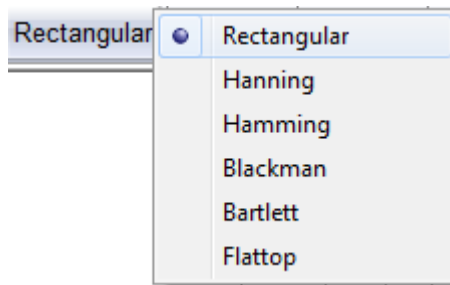 Rectangular
Rectangular
Hanning
Hamming
Blackman
Bartlett
Flattop